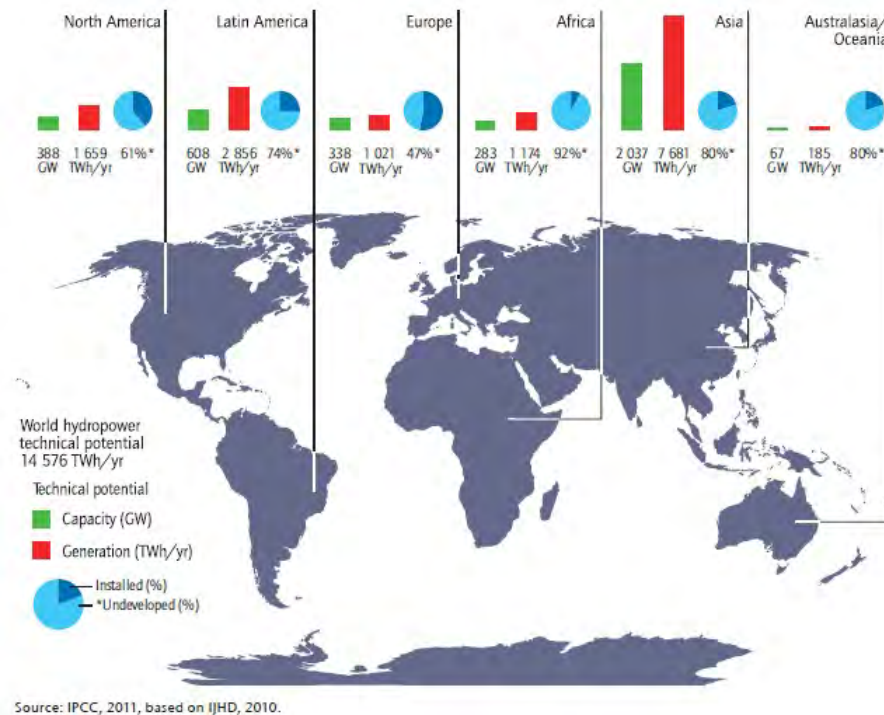 North America
388
GW
1 659
TWh/yr
61%*
Latin America
608
GW
2 856
TWh/yr
74%*
Europe
338
GW
1 021
TWh/yr
47%*
Africa
283
GW
1 174
TWh/yr
92%*
Asia
2 037
GW
7 681
TWh/yr
80%*
Australasia/
Oceania
67
GW
185
TWh/yr
80%*
World hydropower
technical potential
14 576 TWh/yr
Technical potential
Capacity (GW)
Generation (TWh/yr)
Installed (%)
*Undeveloped (%)
Source: IPCC, 2011, based on IJHD, 2010.